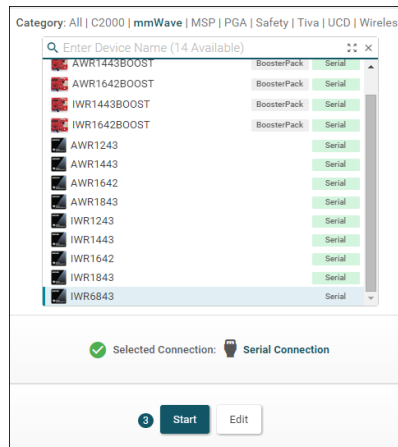 Category: All | C2000 | mmWave | MSP | PGA | Safety | Tiva | UCD | Wireles
Enter Device Name (14 Available)
AWR1443BOOST BoosterPack Serial
AWR1642BOOST BoosterPack Serial
IWR1443BOOST BoosterPack Serial
IWR1642BOOST BoosterPack Serial
AWR1243 Serial
AWR1443 Serial
AWR1642 Serial
AWR1843 Serial
IWR1243 Serial
IWR1443 Serial
IWR1642 Serial
IWR1843 Serial
IWR6843 Serial
Selected Connection: Serial Connection
3 Start Edit